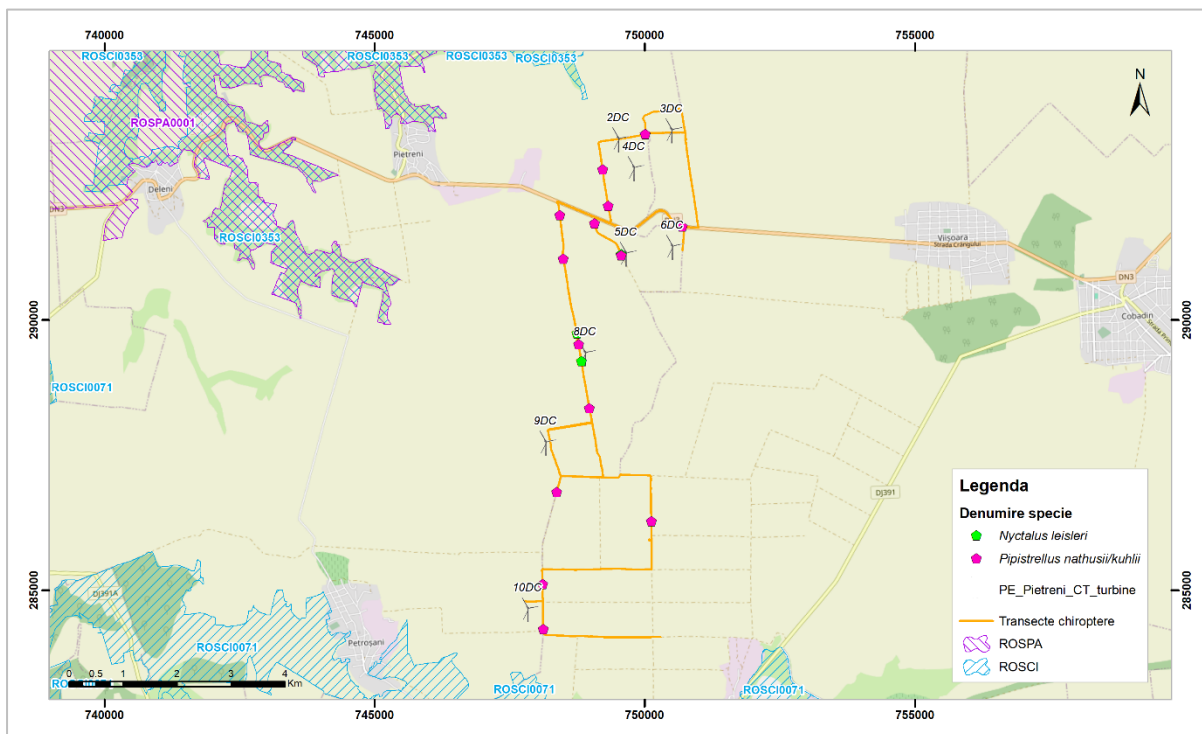 740000 745000 750000 755000
ROSCI0353 ROSCI0353 ROSCI0353 ROSCI0353
N
ROSPA0001
Pietreni
2DC
3DC
4DC
Deleni
DN3
ROSCI0353
5DC
6DC
Viișoara
Strada Crângului
DN3
Cobadin
290000 290000
8DC
ROSCI0071
9DC
DJ391
Legenda
Denumire specie
Nyctalus leisleri
Pipistrellus nathusii/kuhlii
PE_Pietreni_CT_turbine
Transecte chiroptere
ROSPA
ROSCI
285000 285000
DJ391A
10DC
Petroșani
ROSCI0071
ROSCI0071
ROSCI0071
0 0.5 1 2 3 4
Km
740000 745000 750000 755000